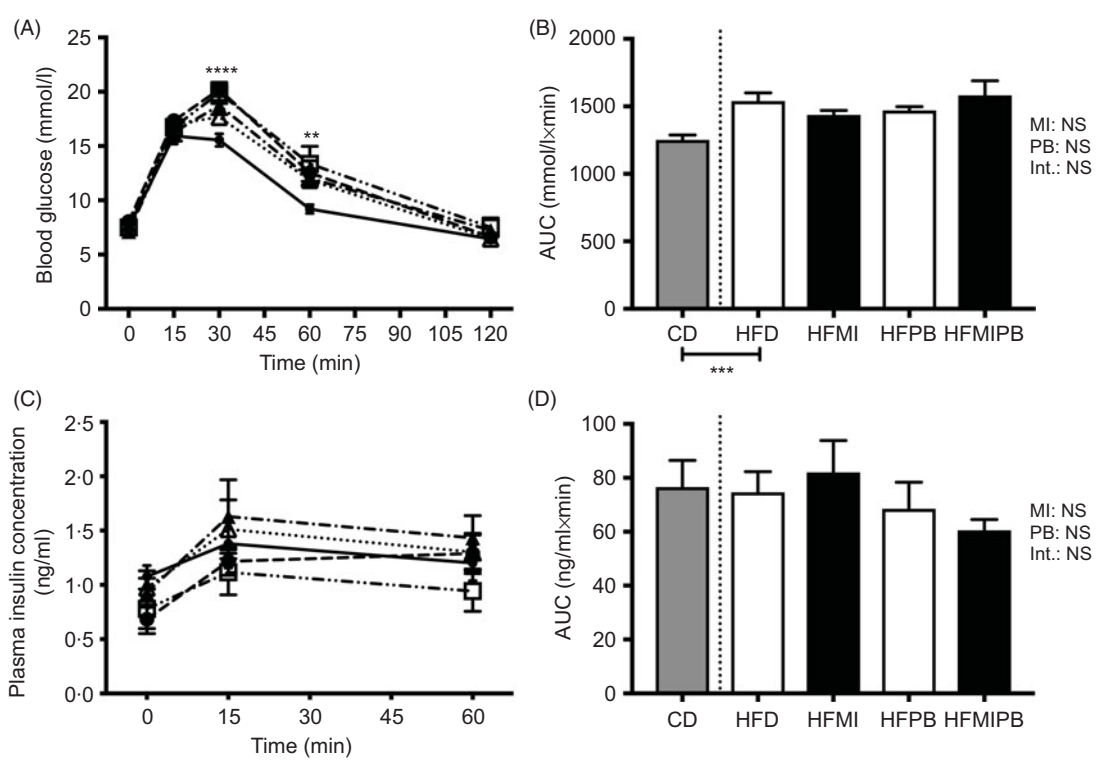 (A)
25
20
15
10
5
0
Blood glucose (mmol/l)
****
**
0 15 30 45 60 75 90 105 120
Time (min)
(B)
2000
1500
1000
500
0
AUC (mmol/l×min)
CD HFD HFMI HFPB HFMIPB
***
MI: NS
PB: NS
Int.: NS
(C)
2·5
2·0
1·5
1·0
0·5
0·0
Plasma insulin concentration
(ng/ml)
0 15 30 45 60
Time (min)
(D)
100
80
60
40
20
0
AUC (ng/ml×min)
CD HFD HFMI HFPB HFMIPB
MI: NS
PB: NS
Int.: NS